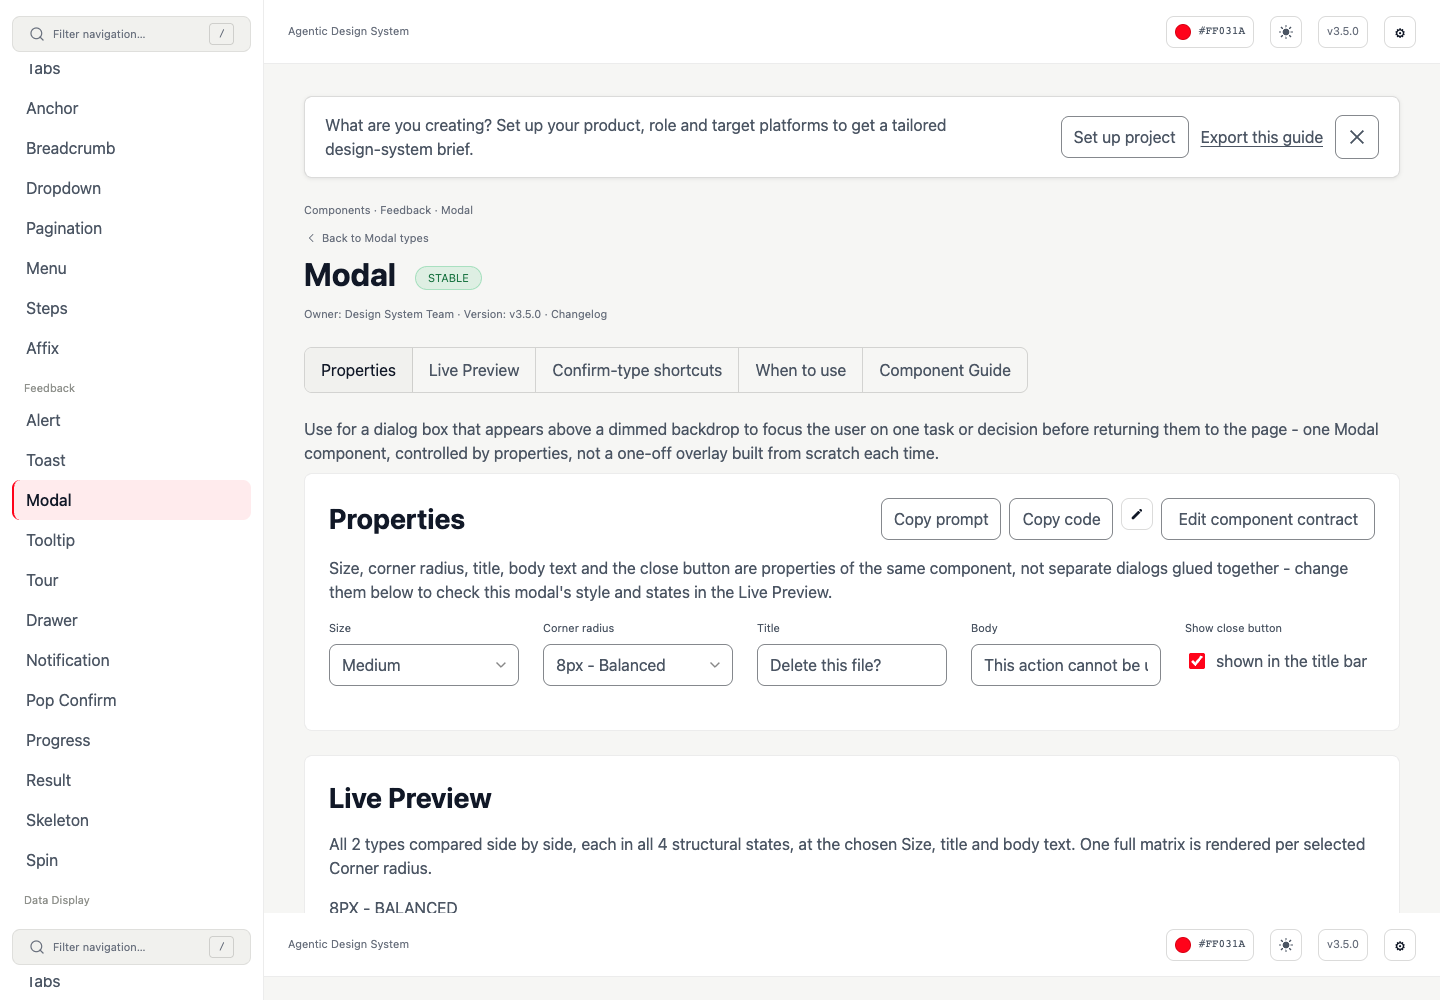 Filter navigation...
/
Tabs
Anchor
Breadcrumb
Dropdown
Pagination
Menu
Steps
Affix
Feedback
Alert
Toast
Modal
Tooltip
Tour
Drawer
Notification
Pop Confirm
Progress
Result
Skeleton
Spin
Data Display
Agentic Design System
#FF031A
v3.5.0
What are you creating? Set up your product, role and target platforms to get a tailored
design-system brief.
Set up project
Export this guide
Components · Feedback · Modal
Back to Modal types
Modal
STABLE
Owner: Design System Team · Version: v3.5.0 · Changelog
Properties
Live Preview
Confirm-type shortcuts
When to use
Component Guide
Use for a dialog box that appears above a dimmed backdrop to focus the user on one task or decision before returning them to the page - one Modal
component, controlled by properties, not a one-off overlay built from scratch each time.
Properties
Copy prompt
Copy code
Edit component contract
Size, corner radius, title, body text and the close button are properties of the same component, not separate dialogs glued together - change
them below to check this modal's style and states in the Live Preview.
Size
Medium
Corner radius
8px - Balanced
Title
Delete this file?
Body
This action cannot be
Show close button
shown in the title bar
Live Preview
All 2 types compared side by side, each in all 4 structural states, at the chosen Size, title and body text. One full matrix is rendered per selected
Corner radius.
8PX - BALANCED
Filter navigation...
/
Tabs
Agentic Design System
#FF031A
v3.5.0